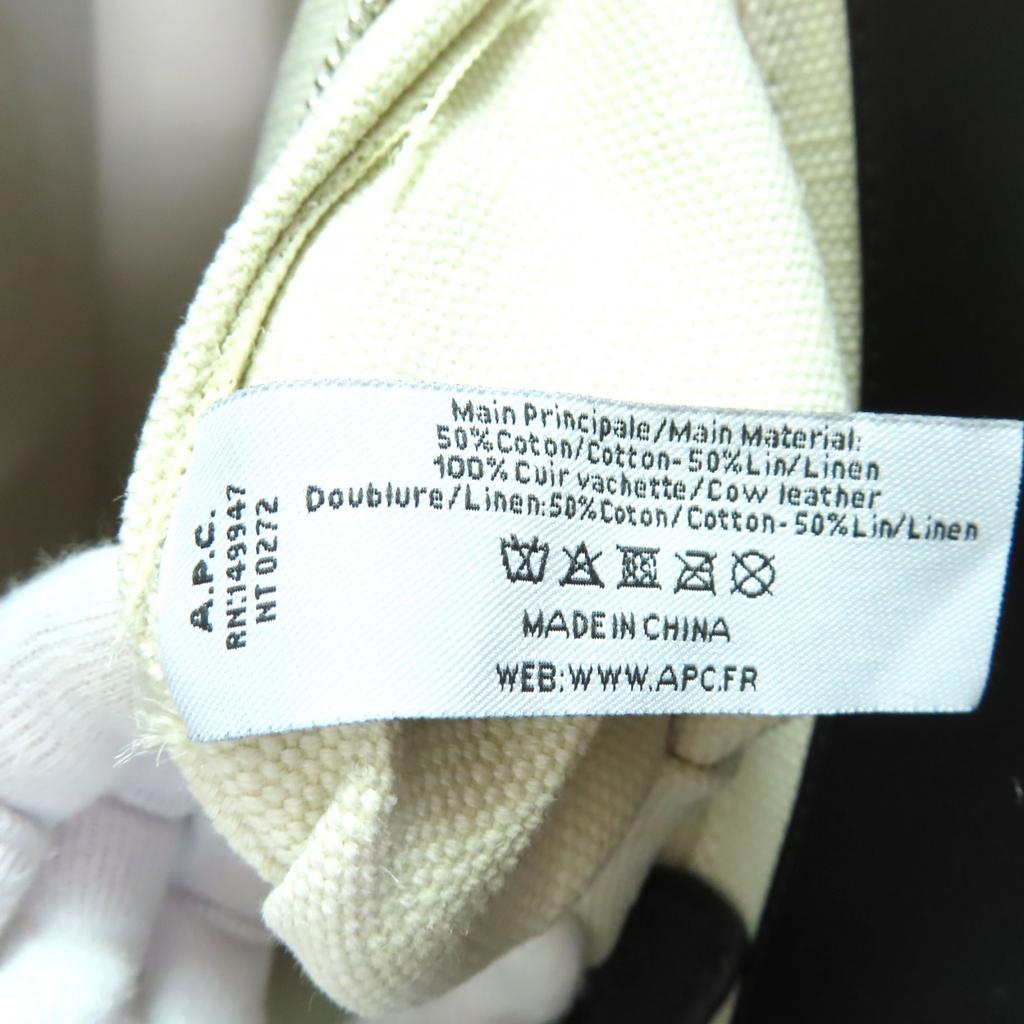 Main Principale/Main Material:
50%Coton/Cotton-50%Lin/Linen
100%Cuir vachette/Cow leather
Doublure/Linen:50%Coton/Cotton-50%Lin/Linen
MADE IN CHINA
WEB:WWW.APC.FR
A.P.C.
RN:149947
HT 0272